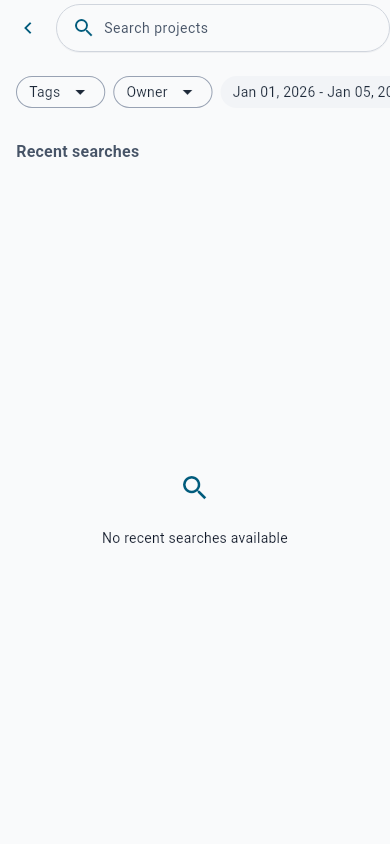 Search projects
Tags
Owner
Jan 01, 2026 - Jan 05, 20
Recent searches
No recent searches available